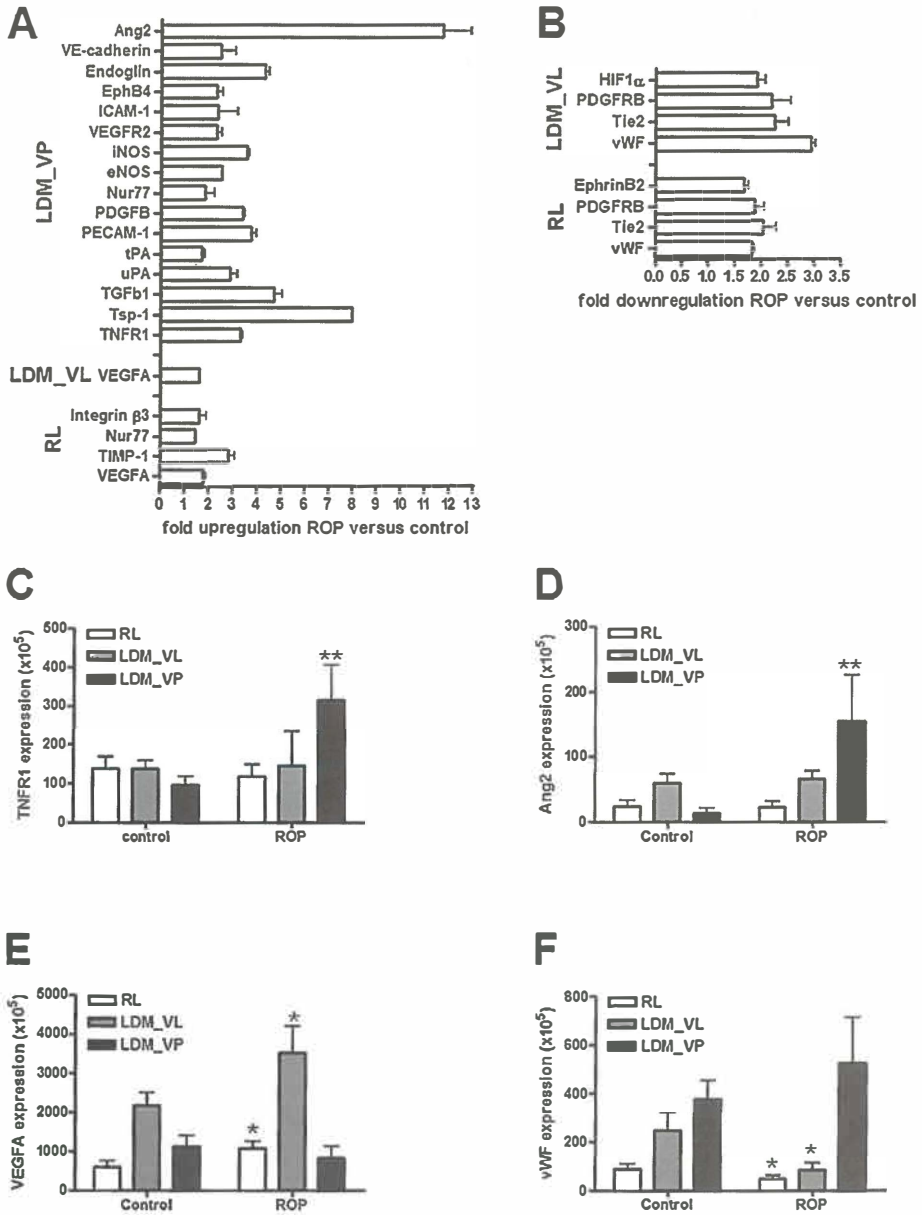 A
LDM_VP
Ang2
VE-cadherin
Endoglin
EphB4
ICAM-1
VEGFR2
iNOS
eNOS
Nur77
PDGFB
PECAM-1
tPA
uPA
TGFb1
Tsp-1
TNFR1
LDM_VL VEGFA
RL
Integrin β3
Nur77
TIMP-1
VEGFA
0 1 2 3 4 5 6 7 8 9 10 11 12 13
fold upregulation ROP versus control
B
LDM_VL
HIF1α
PDGFRB
Tie2
vWF
RL
EphrinB2
PDGFRB
Tie2
vWF
0.0 0.5 1.0 1.5 2.0 2.5 3.0 3.5
fold downregulation ROP versus control
C
TNFR1 expression (x10⁵)
500
400
300
200
100
0
RL
LDM_VL
LDM_VP
**
control ROP
D
Ang2 expression (x10⁵)
300
200
100
0
RL
LDM_VL
LDM_VP
**
Control ROP
E
VEGFA expression (x10⁵)
5000
4000
3000
2000
1000
0
RL
LDM_VL
LDM_VP
* *
Control ROP
F
vWF expression (x10⁵)
800
600
400
200
0
RL
LDM_VL
LDM_VP
* *
Control ROP